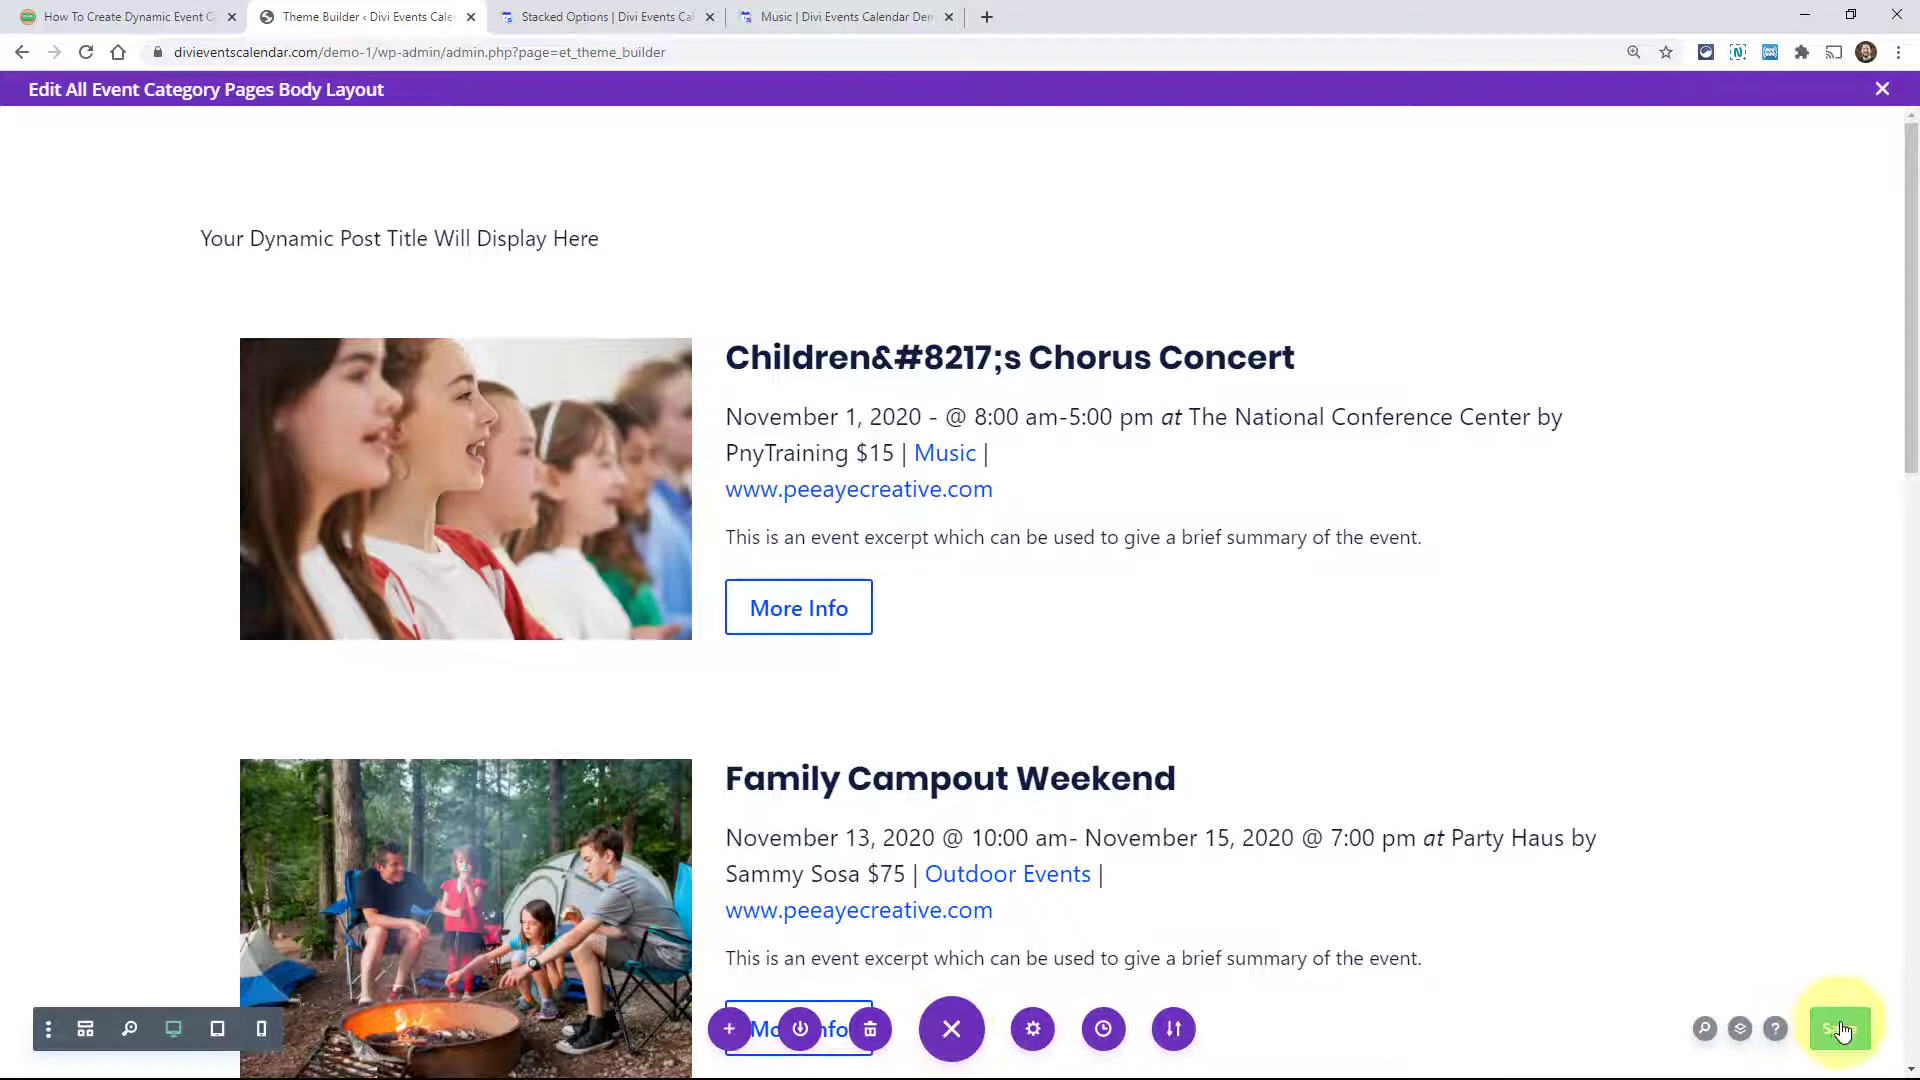 How To Create Dynamic Event C
Theme Builder ‹ Divi Events Cale
Stacked Options | Divi Events Ca
Music | Divi Events Calendar De
divieventscalendar.com/demo-1/wp-admin/admin.php?page=et_theme_builder
Edit All Event Category Pages Body Layout
Your Dynamic Post Title Will Display Here
Children&#8217;s Chorus Concert
November 1, 2020 - @ 8:00 am-5:00 pm at The National Conference Center by
PnyTraining $15 | Music |
www.peeayecreative.com
This is an event excerpt which can be used to give a brief summary of the event.
More Info
Family Campout Weekend
November 13, 2020 @ 10:00 am- November 15, 2020 @ 7:00 pm at Party Haus by
Sammy Sosa $75 | Outdoor Events |
www.peeayecreative.com
This is an event excerpt which can be used to give a brief summary of the event.